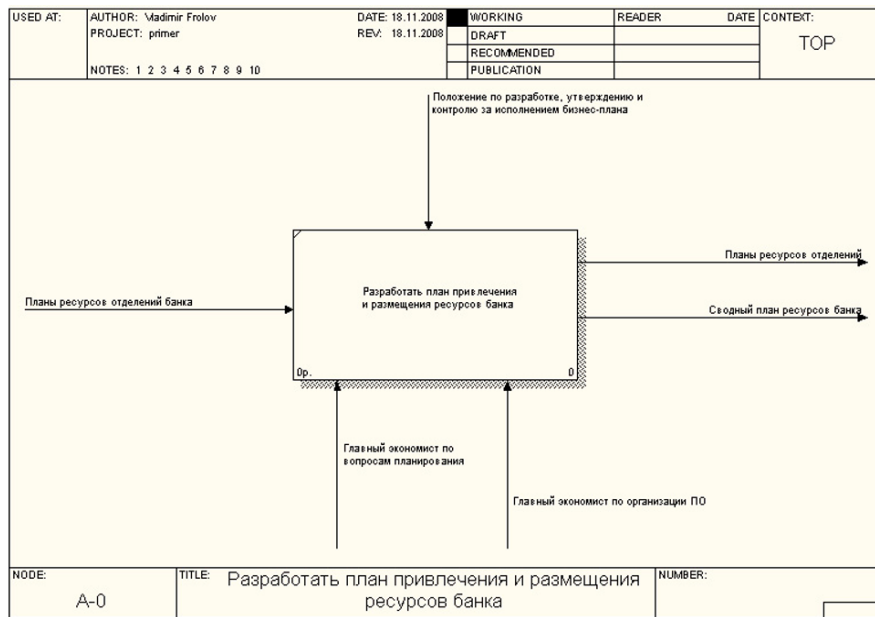 USED AT:
AUTHOR: Vladimir Frolov
DATE: 18.11.2008
WORKING
READER
DATE
CONTEXT:
PROJECT: primer
REV: 18.11.2008
DRAFT
TOP
RECOMMENDED
NOTES: 1 2 3 4 5 6 7 8 9 10
PUBLICATION
Положение по разработке, утверждению и
контролю за исполнением бизнес-плана
Планы ресурсов отделений
Планы ресурсов отделений банка
Разработать план привлечения
и размещения ресурсов банка
Сводный план ресурсов банка
0р.
0
Главный экономист по
вопросам планирования
Главный экономист по организации ПО
NODE:
TITLE:
Разработать план привлечения и размещения
ресурсов банка
NUMBER:
A-0